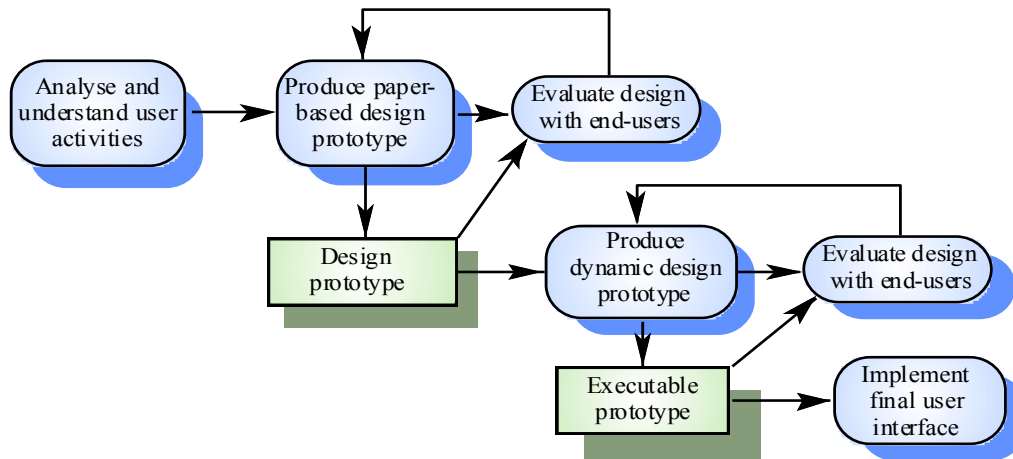 Analyse and
understand user
activities
Produce paper-
based design
prototype
Evaluate design
with end-users
Design
prototype
Produce
dynamic design
prototype
Evaluate design
with end-users
Executable
prototype
Implement
final user
interface